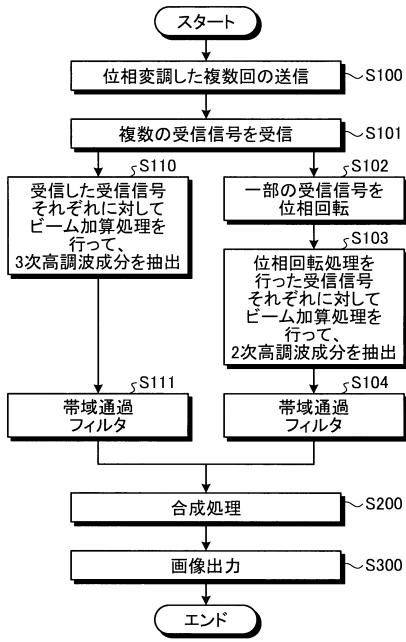 スタート
位相変調した複数回の送信
S100
複数の受信信号を受信
S101
S110
受信した受信信号
それぞれに対して
ビーム加算処理を
行って、
3次高調波成分を抽出
S102
一部の受信信号を
位相回転
S103
位相回転処理を
行った受信信号
それぞれに対して
ビーム加算処理を
行って、
2次高調波成分を抽出
S111
帯域通過
フィルタ
S104
帯域通過
フィルタ
合成処理
S200
画像出力
S300
エンド